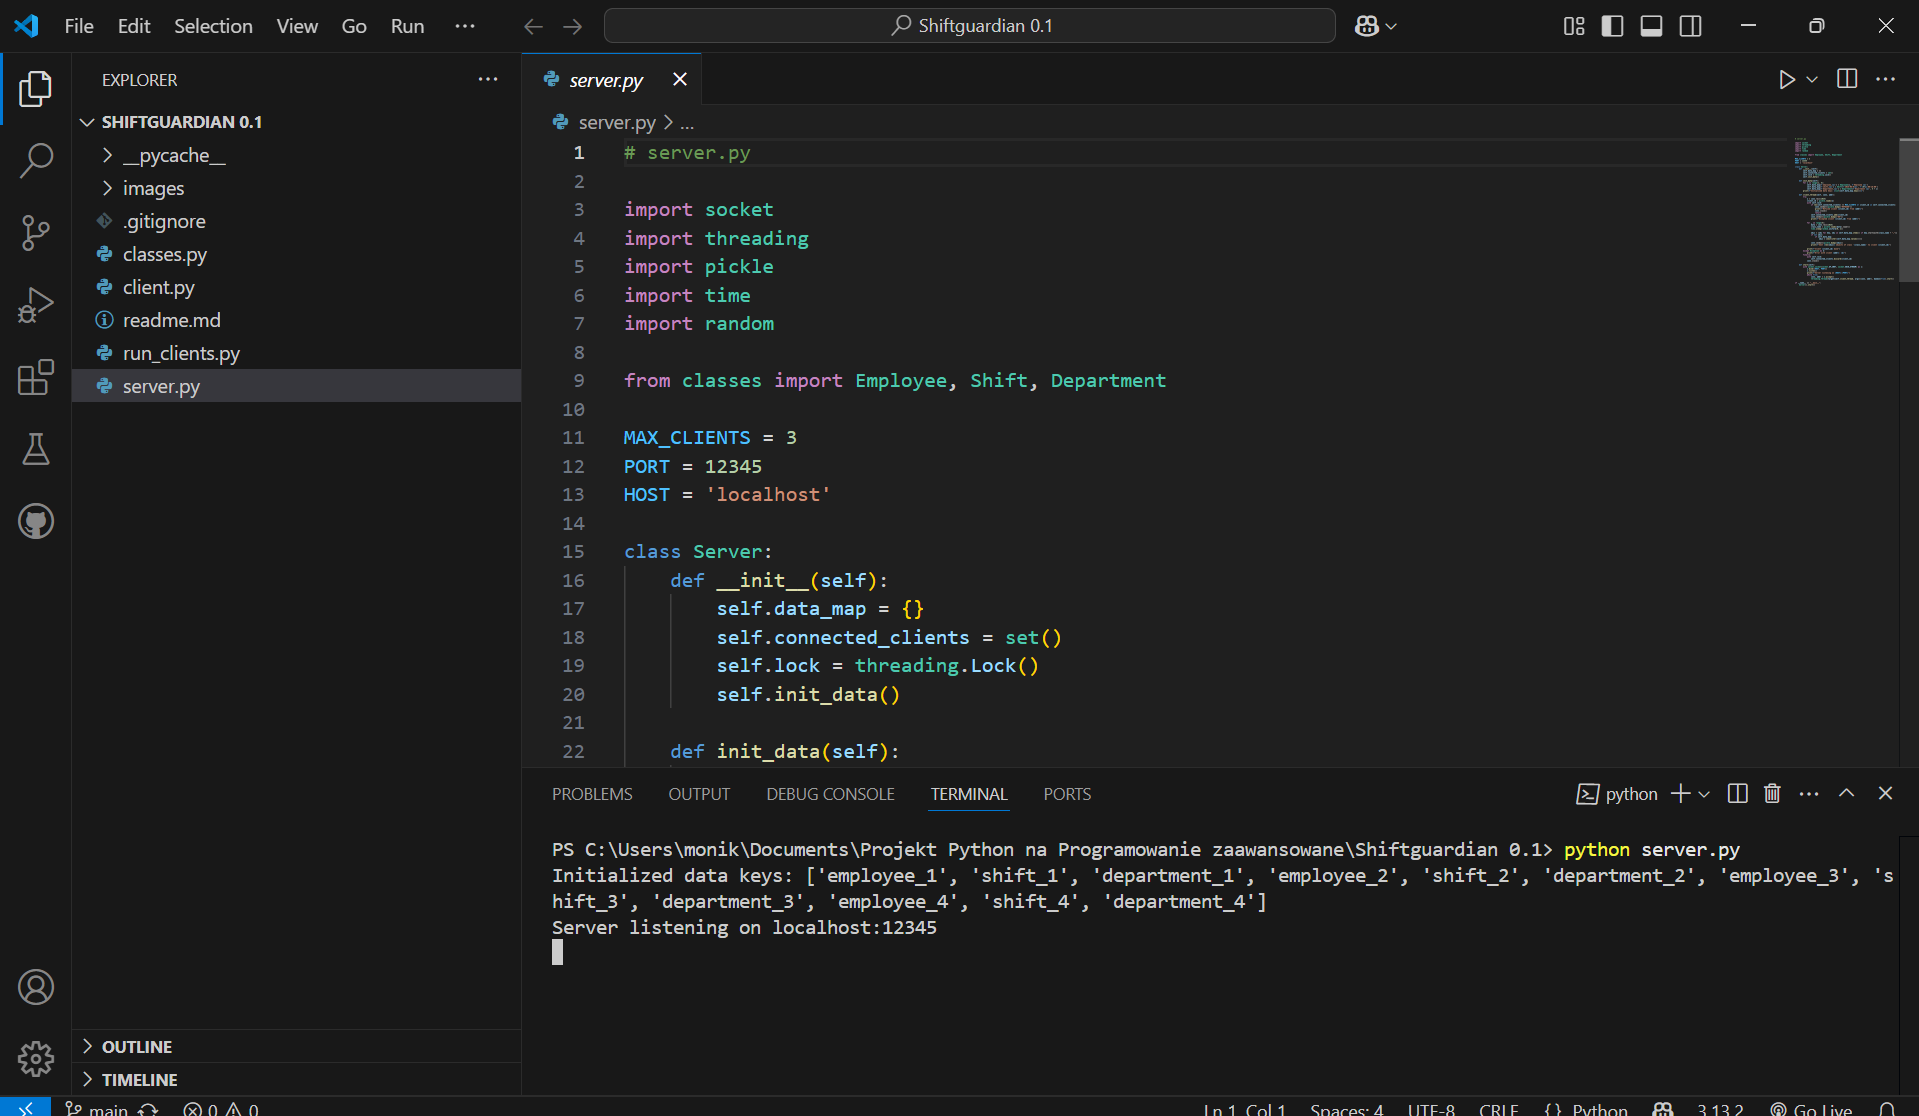 File Edit Selection View Go Run
Shiftguardian 0.1
EXPLORER
SHIFTGUARDIAN 0.1
__pycache__
images
.gitignore
classes.py
client.py
readme.md
run_clients.py
server.py
OUTLINE
TIMELINE
server.py
server.py > ...
1 # server.py
2
3 import socket
4 import threading
5 import pickle
6 import time
7 import random
8
9 from classes import Employee, Shift, Department
10
11 MAX_CLIENTS = 3
12 PORT = 12345
13 HOST = 'localhost'
14
15 class Server:
16 def __init__(self):
17 self.data_map = {}
18 self.connected_clients = set()
19 self.lock = threading.Lock()
20 self.init_data()
21
22 def init_data(self):
PROBLEMS OUTPUT DEBUG CONSOLE TERMINAL PORTS
python
PS C:\Users\monik\Documents\Projekt Python na Programowanie zaawansowane\Shiftguardian 0.1> python server.py
Initialized data keys: ['employee_1', 'shift_1', 'department_1', 'employee_2', 'shift_2', 'department_2', 'employee_3', 's
hift_3', 'department_3', 'employee_4', 'shift_4', 'department_4']
Server listening on localhost:12345
main 0 0 Ln 1, Col 1 Spaces: 4 UTF-8 CRLF {} Python 3.13.2 Go Live